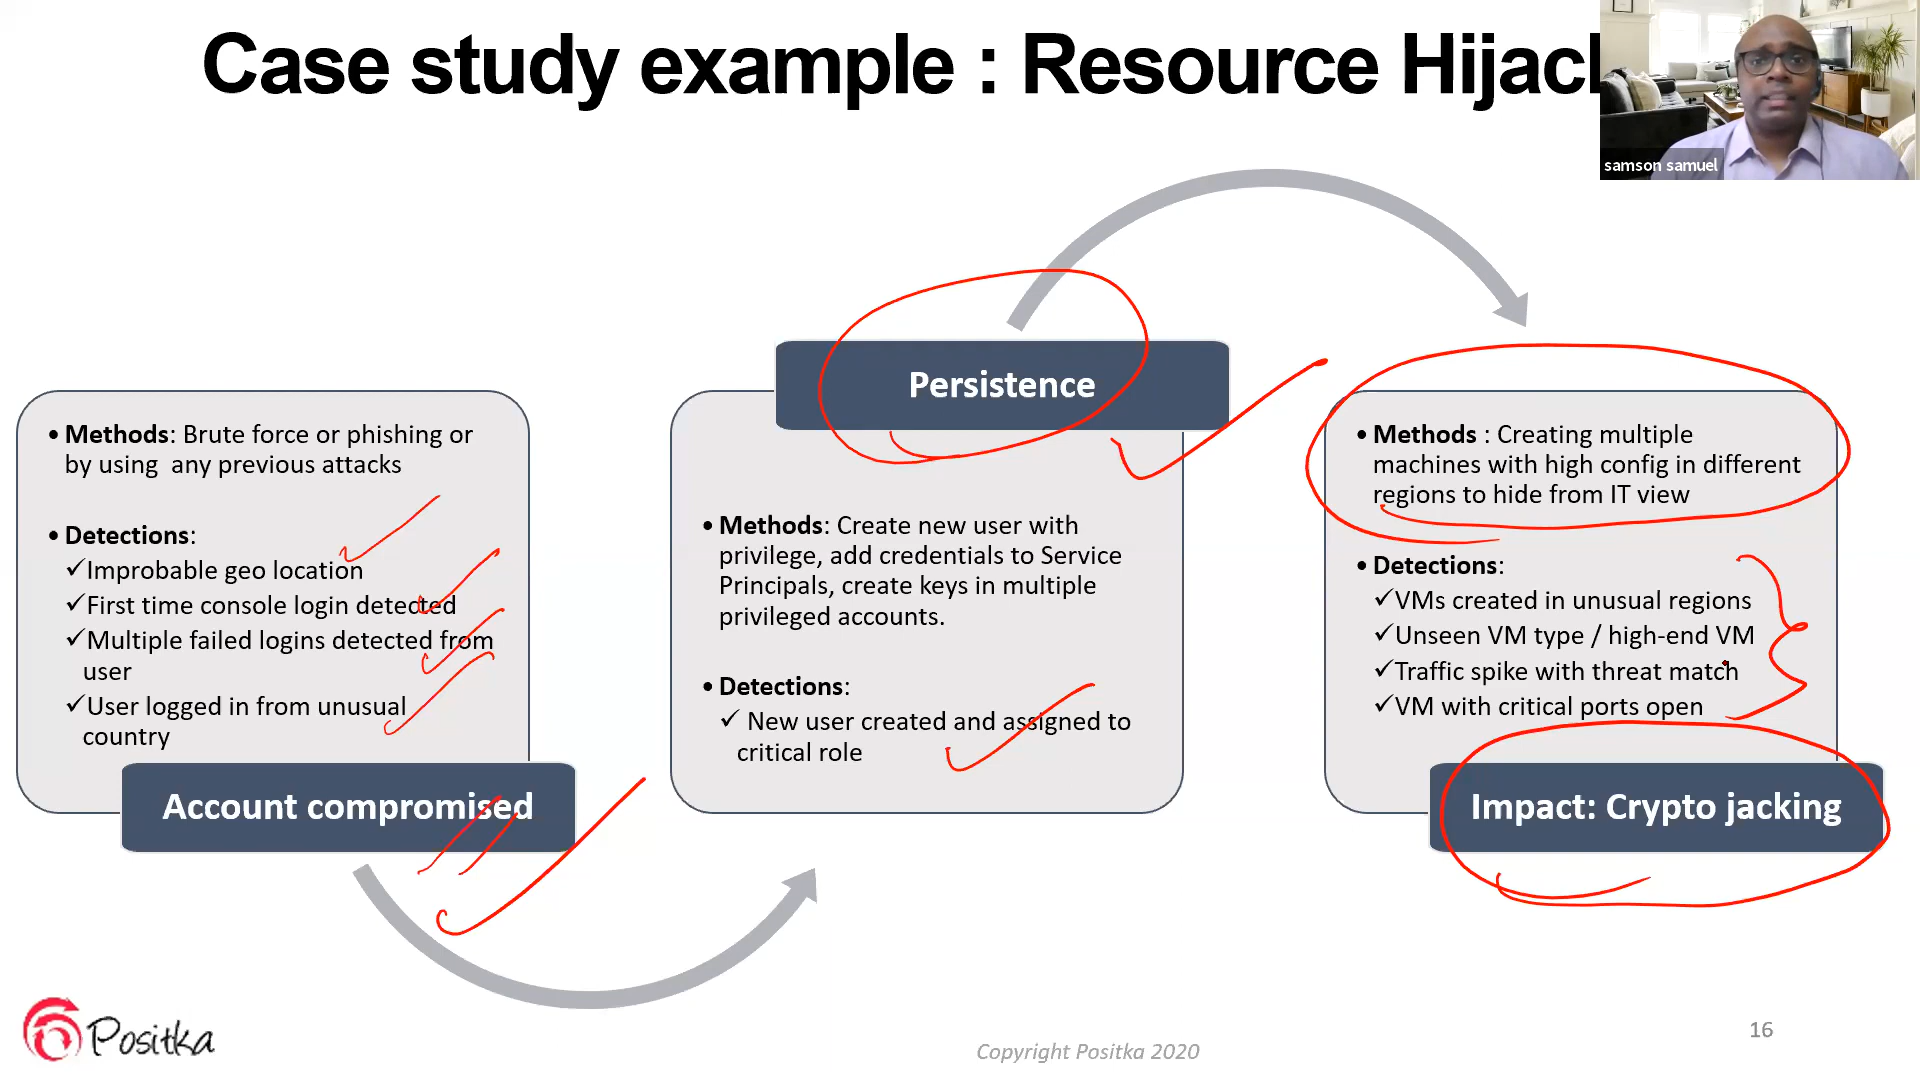 Case study example : Resource Hijack
samson samuel
• Methods: Brute force or phishing or
by using any previous attacks
• Detections:
✓Improbable geo location
✓First time console login detected
✓Multiple failed logins detected from
user
✓User logged in from unusual
country
Account compromised
Persistence
• Methods: Create new user with
privilege, add credentials to Service
Principals, create keys in multiple
privileged accounts.
• Detections:
✓ New user created and assigned to
critical role
• Methods : Creating multiple
machines with high config in different
regions to hide from IT view
• Detections:
✓VMs created in unusual regions
✓Unseen VM type / high-end VM
✓Traffic spike with threat match
✓VM with critical ports open
Impact: Crypto jacking
Positka
Copyright Positka 2020
16